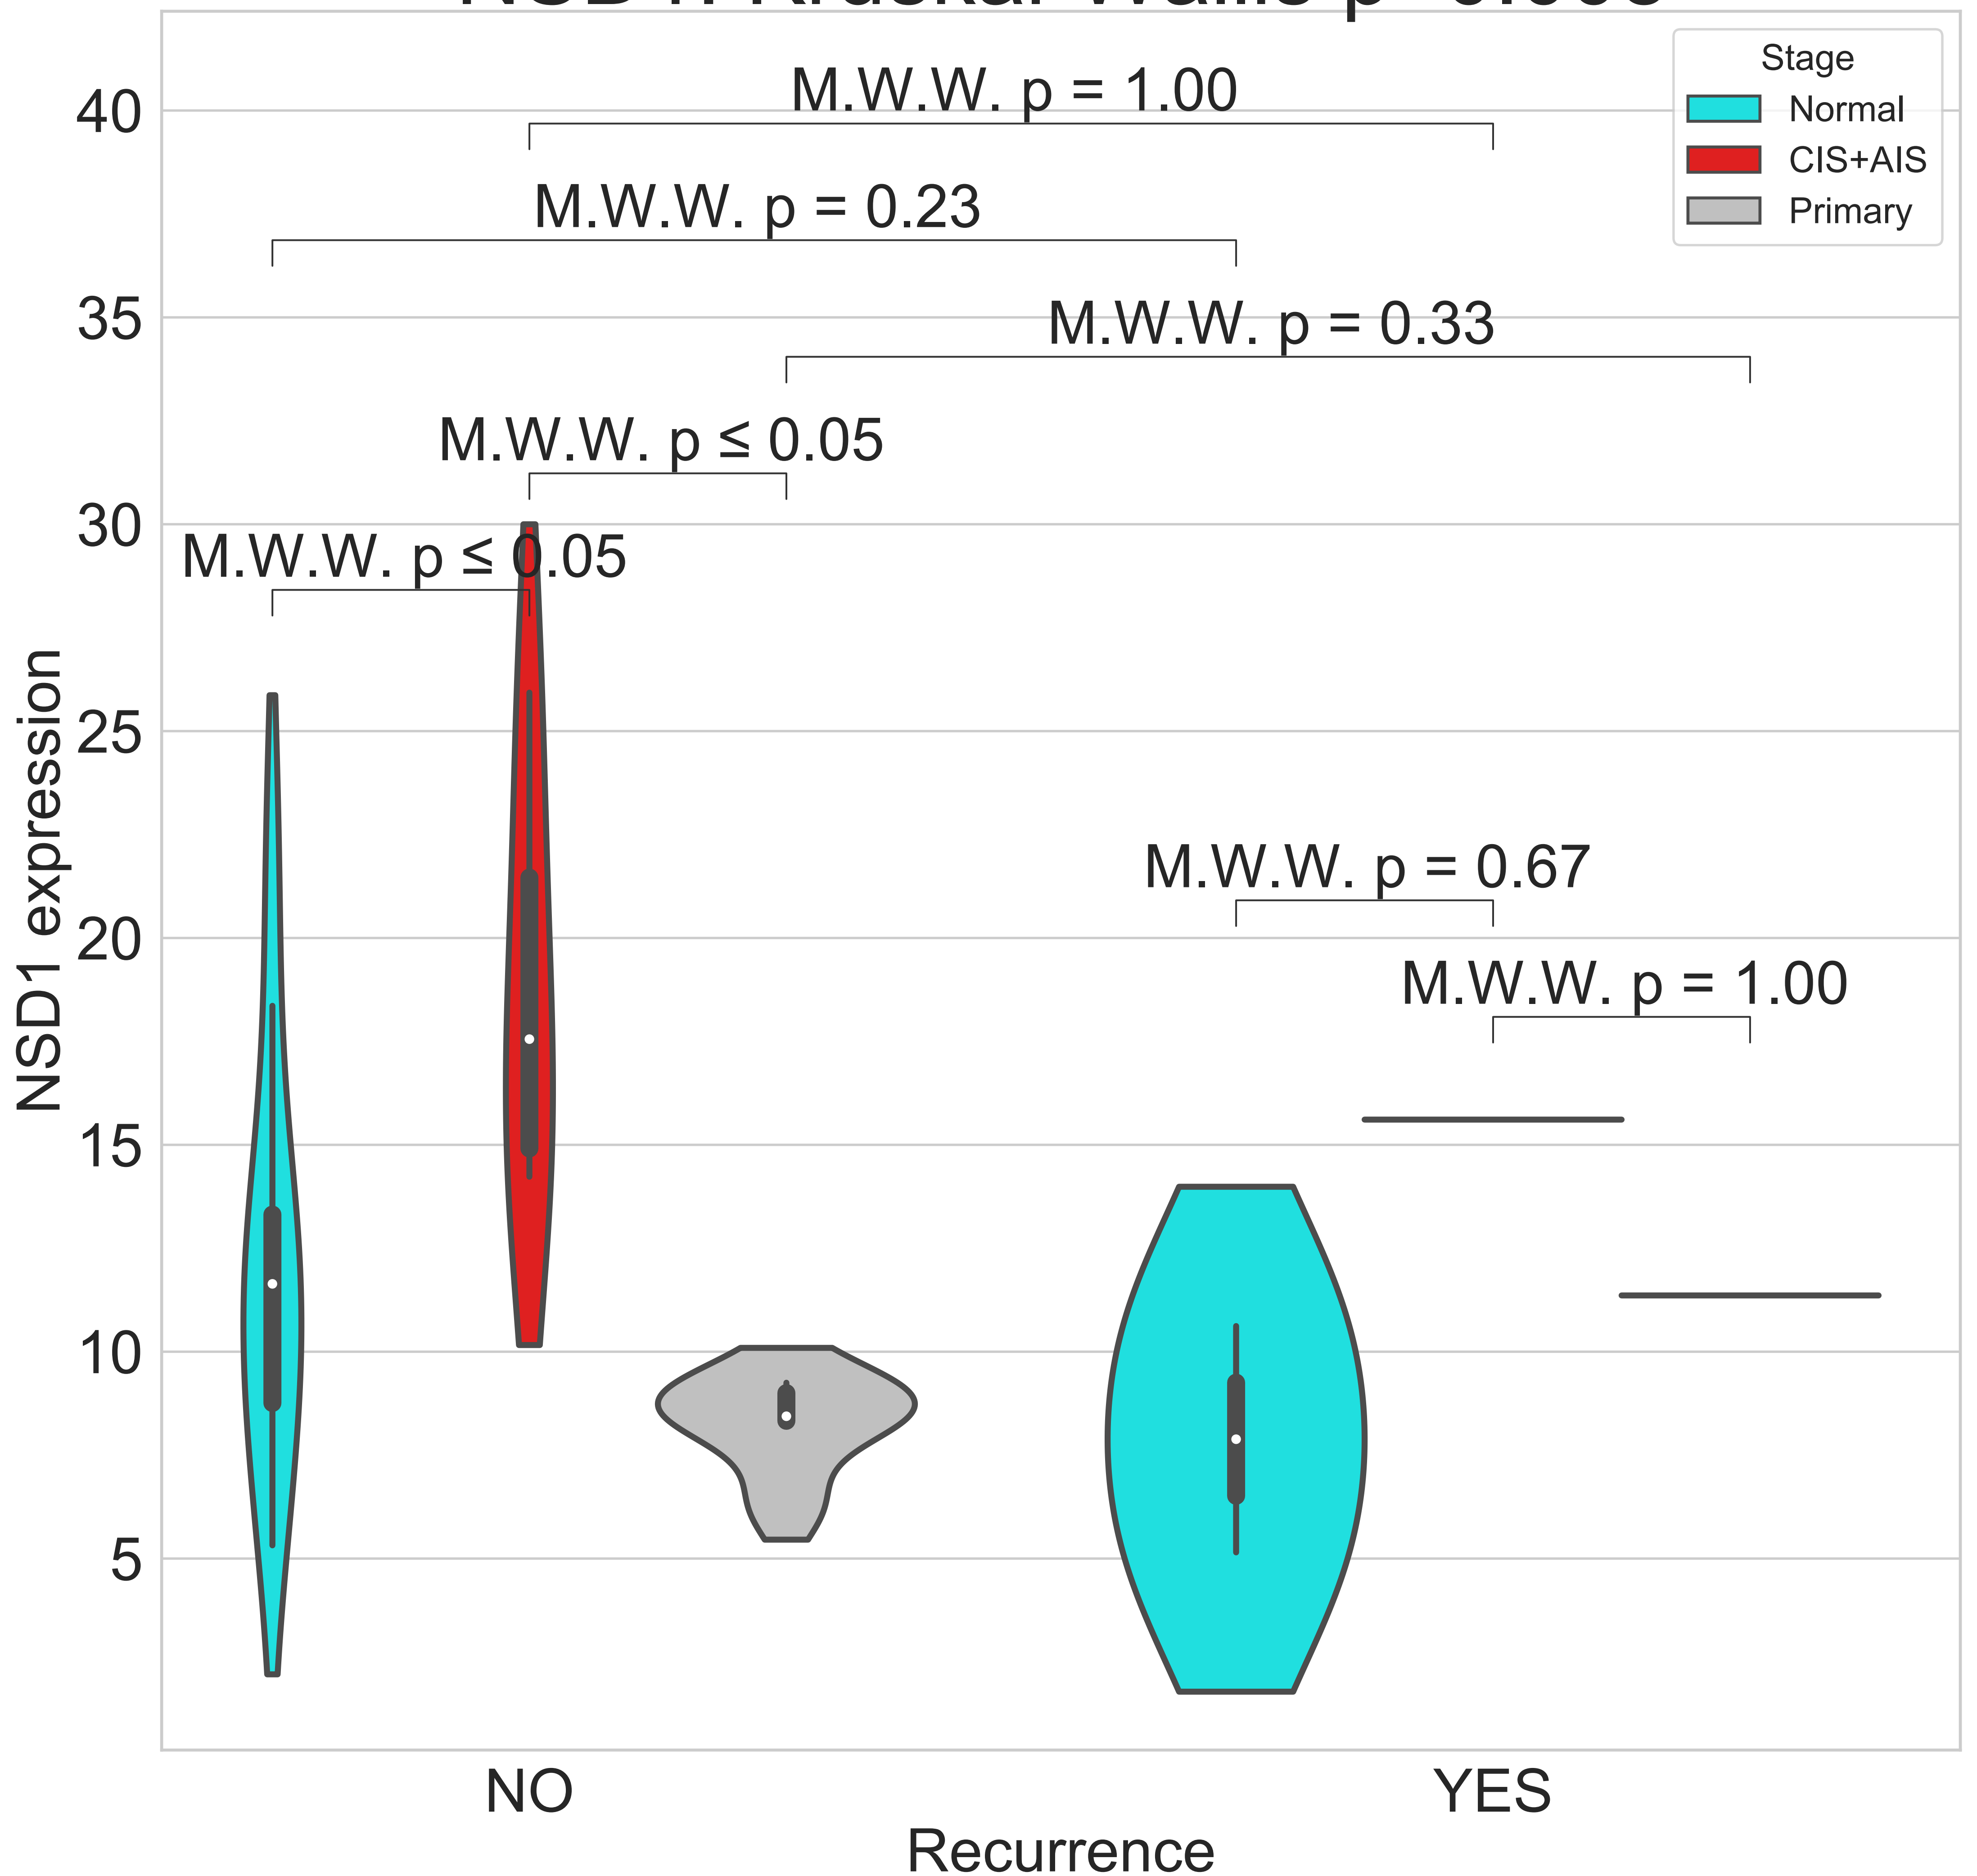 Stage
Normal
CIS+AIS
Primary
M.W.W. p = 1.00
M.W.W. p = 0.23
M.W.W. p = 0.33
M.W.W. p ≤ 0.05
M.W.W. p ≤ 0.05
M.W.W. p = 0.67
M.W.W. p = 1.00
40
35
30
25
20
15
10
5
NSD1 expression
NO
YES
Recurrence